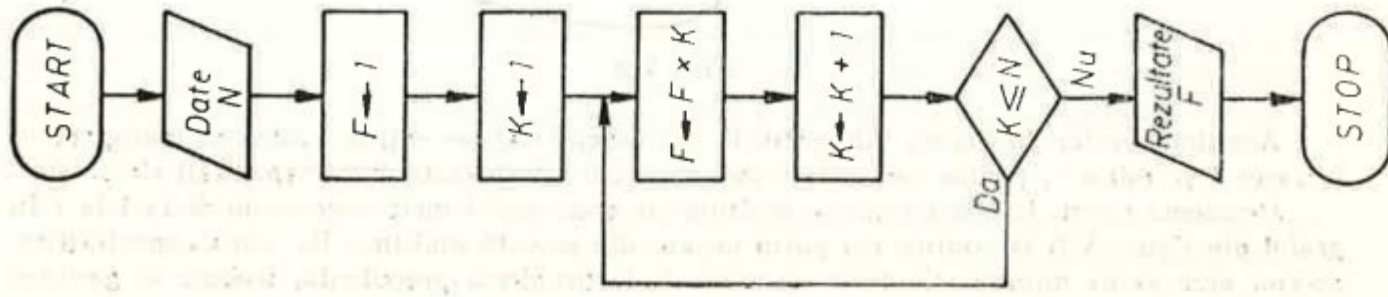 START
Date
N
F ← 1
K ← 1
F ← F × K
K ← K + 1
K ≤ N
Da
Nu
Rezultate
F
STOP